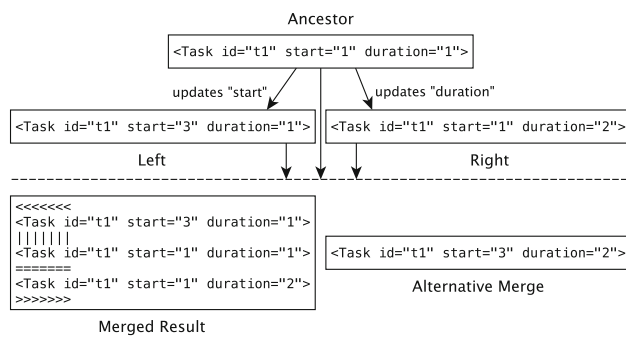 Ancestor
<Task id="t1" start="1" duration="1">
updates "start"
updates "duration"
<Task id="t1" start="3" duration="1">
<Task id="t1" start="1" duration="2">
Left
Right
<<<<<<<
<Task id="t1" start="3" duration="1">
|||||||
<Task id="t1" start="1" duration="1">
=======
<Task id="t1" start="1" duration="2">
>>>>>>>
<Task id="t1" start="3" duration="2">
Alternative Merge
Merged Result